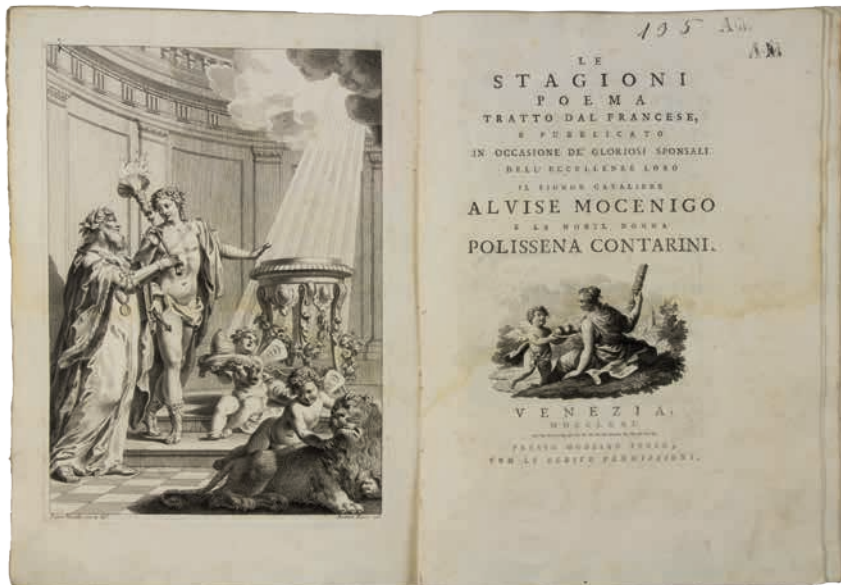 195 A.M.
A.M
LE
STAGIONI
POEMA
TRATTO DAL FRANCESE,
E PUBBLICATO
IN OCCASIONE DE' GLORIOSI SPONSALI
DELL' ECCELLENZE LORO
IL SIGNOR CAVALIERE
ALVISE MOCENIGO
E LA NOBIL DONNA
POLISSENA CONTARINI.
VENEZIA,
PRESSO MODESTO FENZO,
CON LE DEBITE PERMISSIONI.